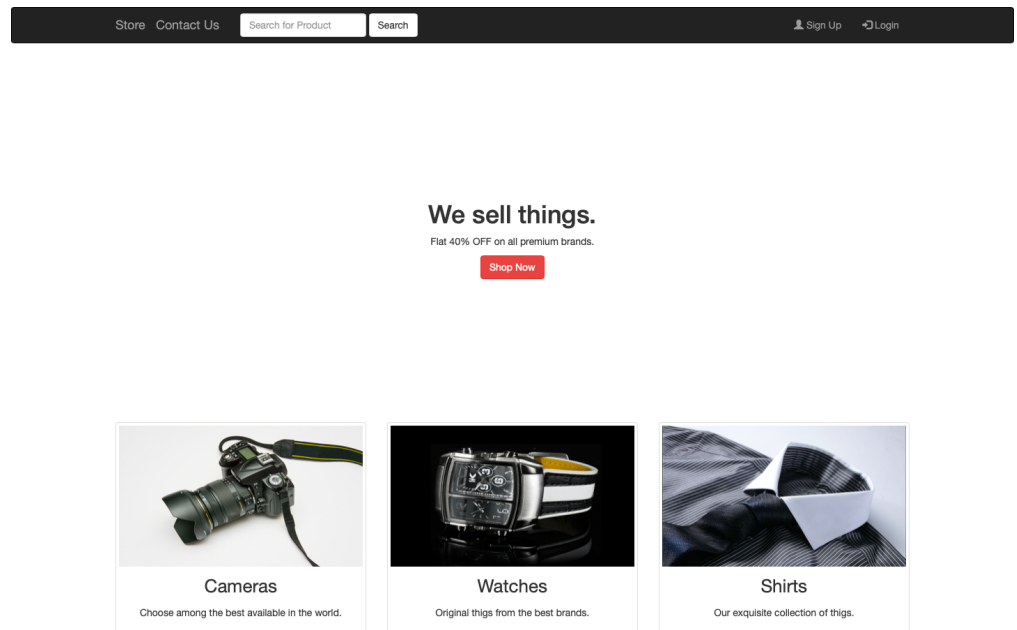 Store Contact Us Search for Product Search Sign Up Login
We sell things.
Flat 40% OFF on all premium brands.
Shop Now
Cameras Watches Shirts
Choose among the best available in the world. Original thigs from the best brands. Our exquisite collection of thigs.